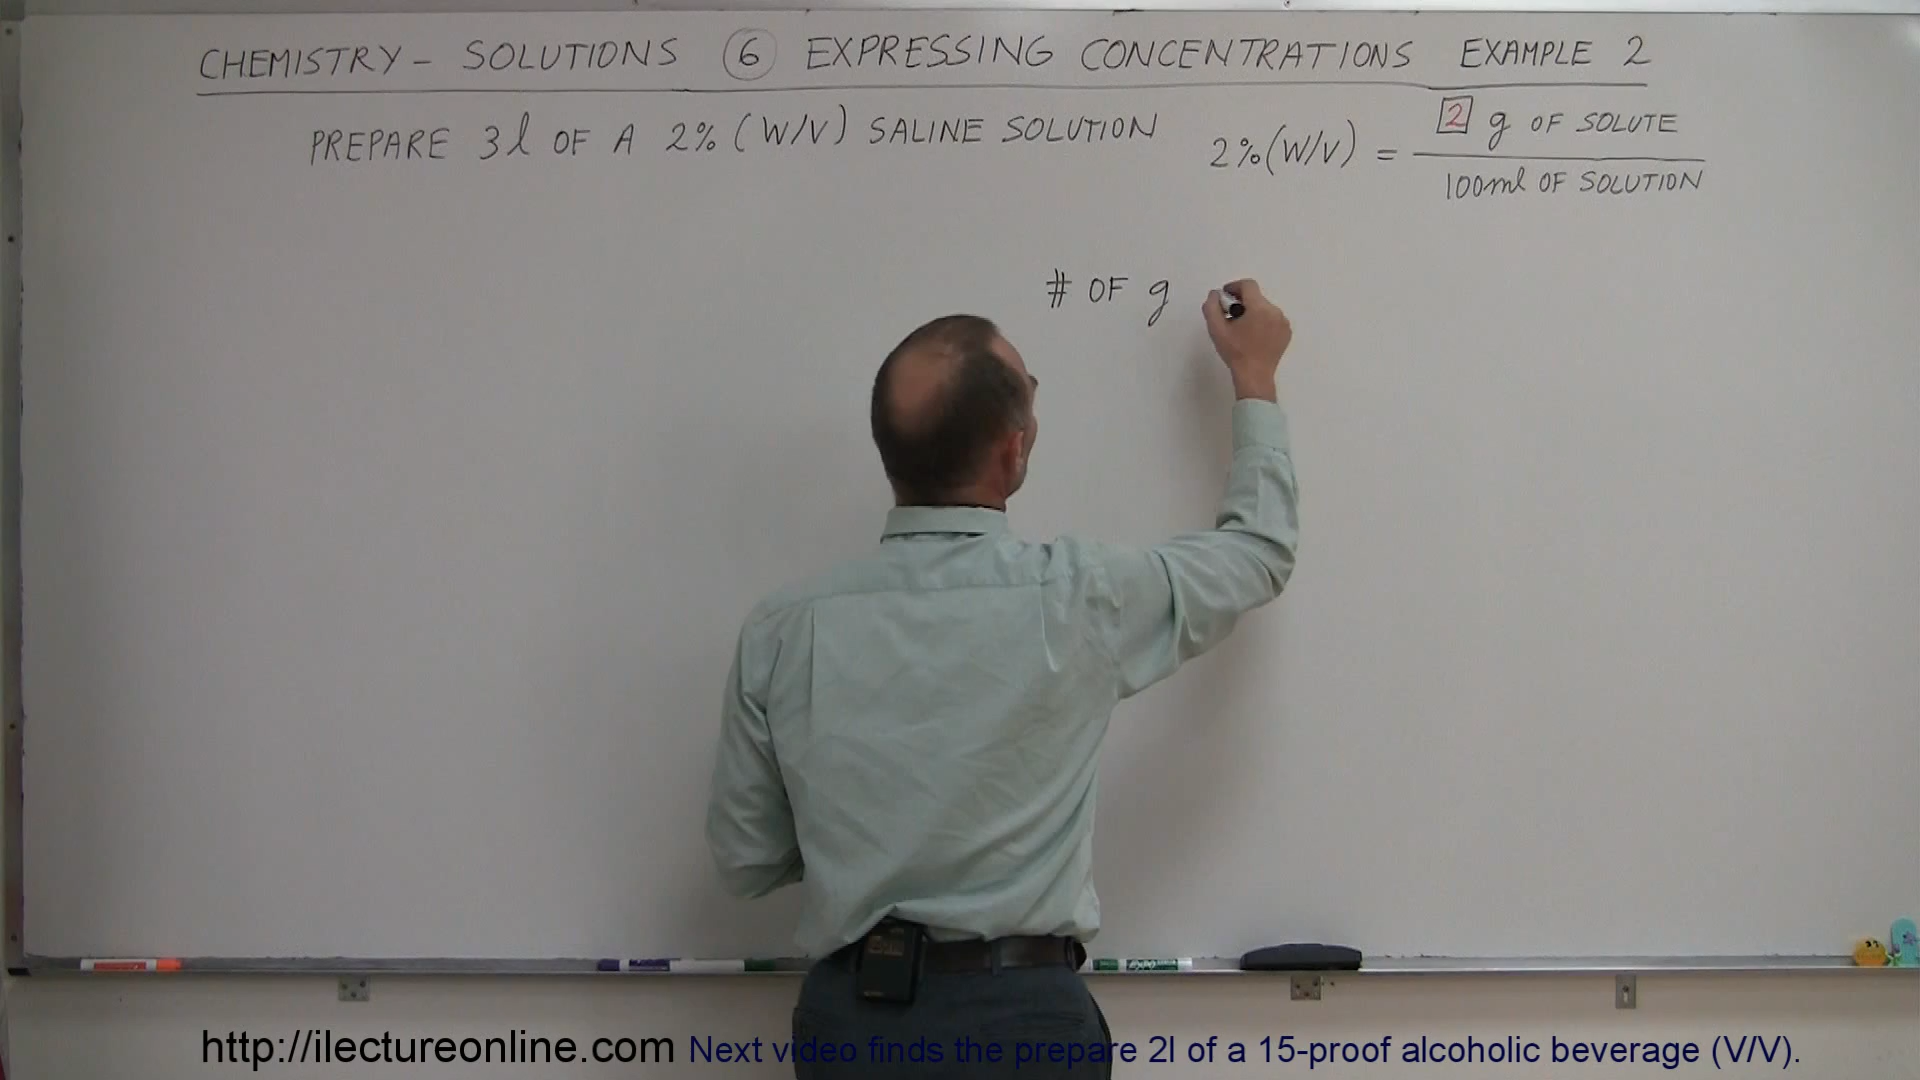 CHEMISTRY – SOLUTIONS 6 EXPRESSING CONCENTRATIONS EXAMPLE 2
PREPARE 3l OF A 2% (W/V) SALINE SOLUTION
2% (W/V) = 2 g OF SOLUTE
100ml OF SOLUTION
# OF g
EXPO
http://ilectureonline.com Next video finds the prepare 2l of a 15-proof alcoholic beverage (V/V).